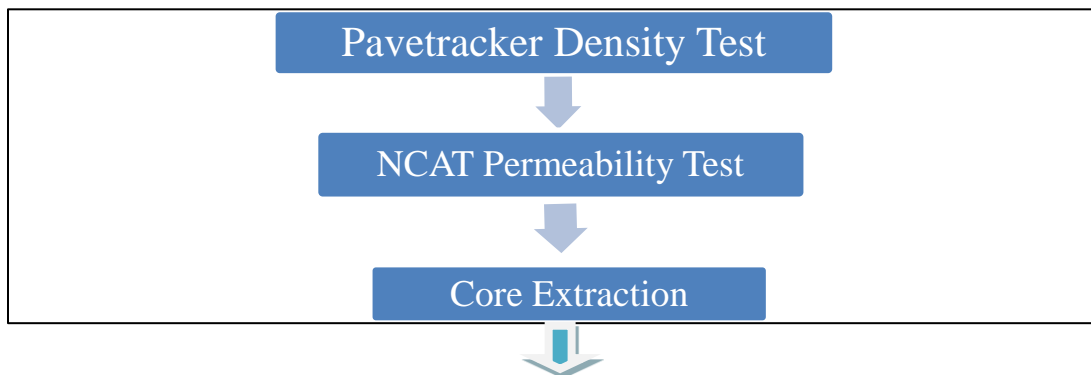 Pavetracker Density Test
NCAT Permeability Test
Core Extraction